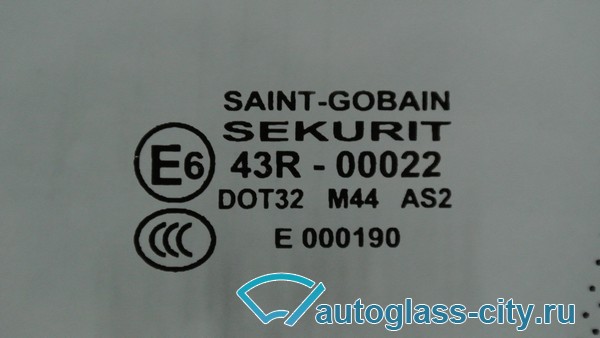 SAINT-GOBAIN
SEKURIT
E6 43R - 00022
DOT32 M44 AS2
CCC E 000190
autoglass-city.ru